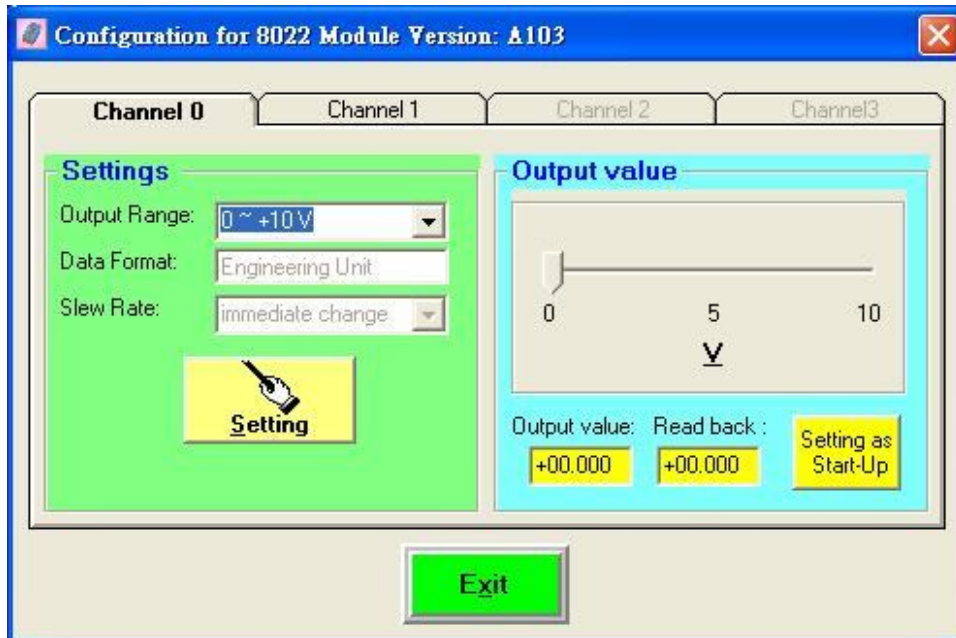 Configuration for 8022 Module Version: A103
Channel 0
Channel 1
Channel 2
Channel3
Settings
Output Range:
0 ~ +10 V
Data Format:
Engineering Unit
Slew Rate:
immediate change
Setting
Output value
0
5
10
V
Output value:
Read back :
+00.000
+00.000
Setting as
Start-Up
Exit